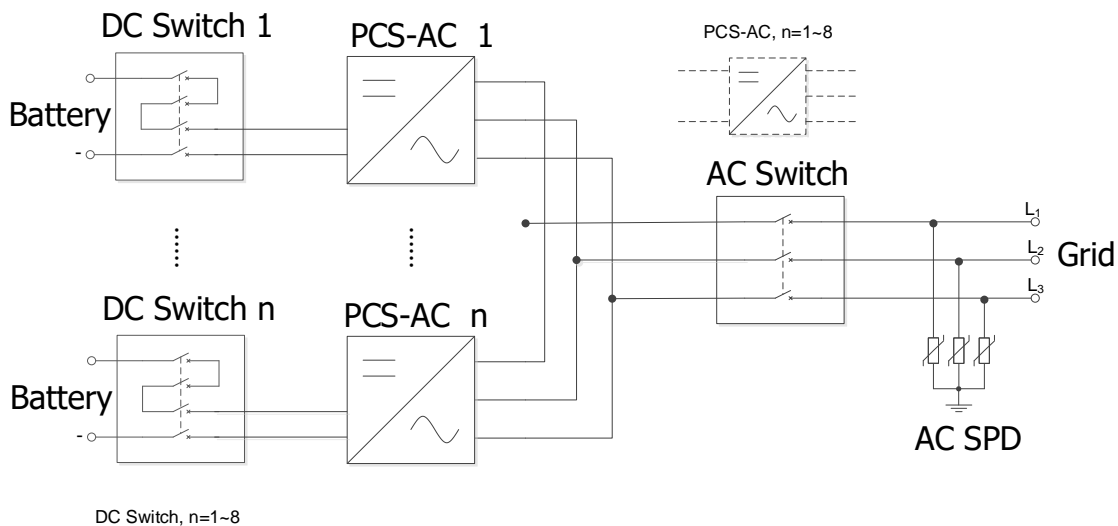 DC Switch 1
PCS-AC 1
PCS-AC, n=1~8
Battery
-
AC Switch
L1
L2
Grid
L3
DC Switch n
PCS-AC n
Battery
-
AC SPD
DC Switch, n=1~8